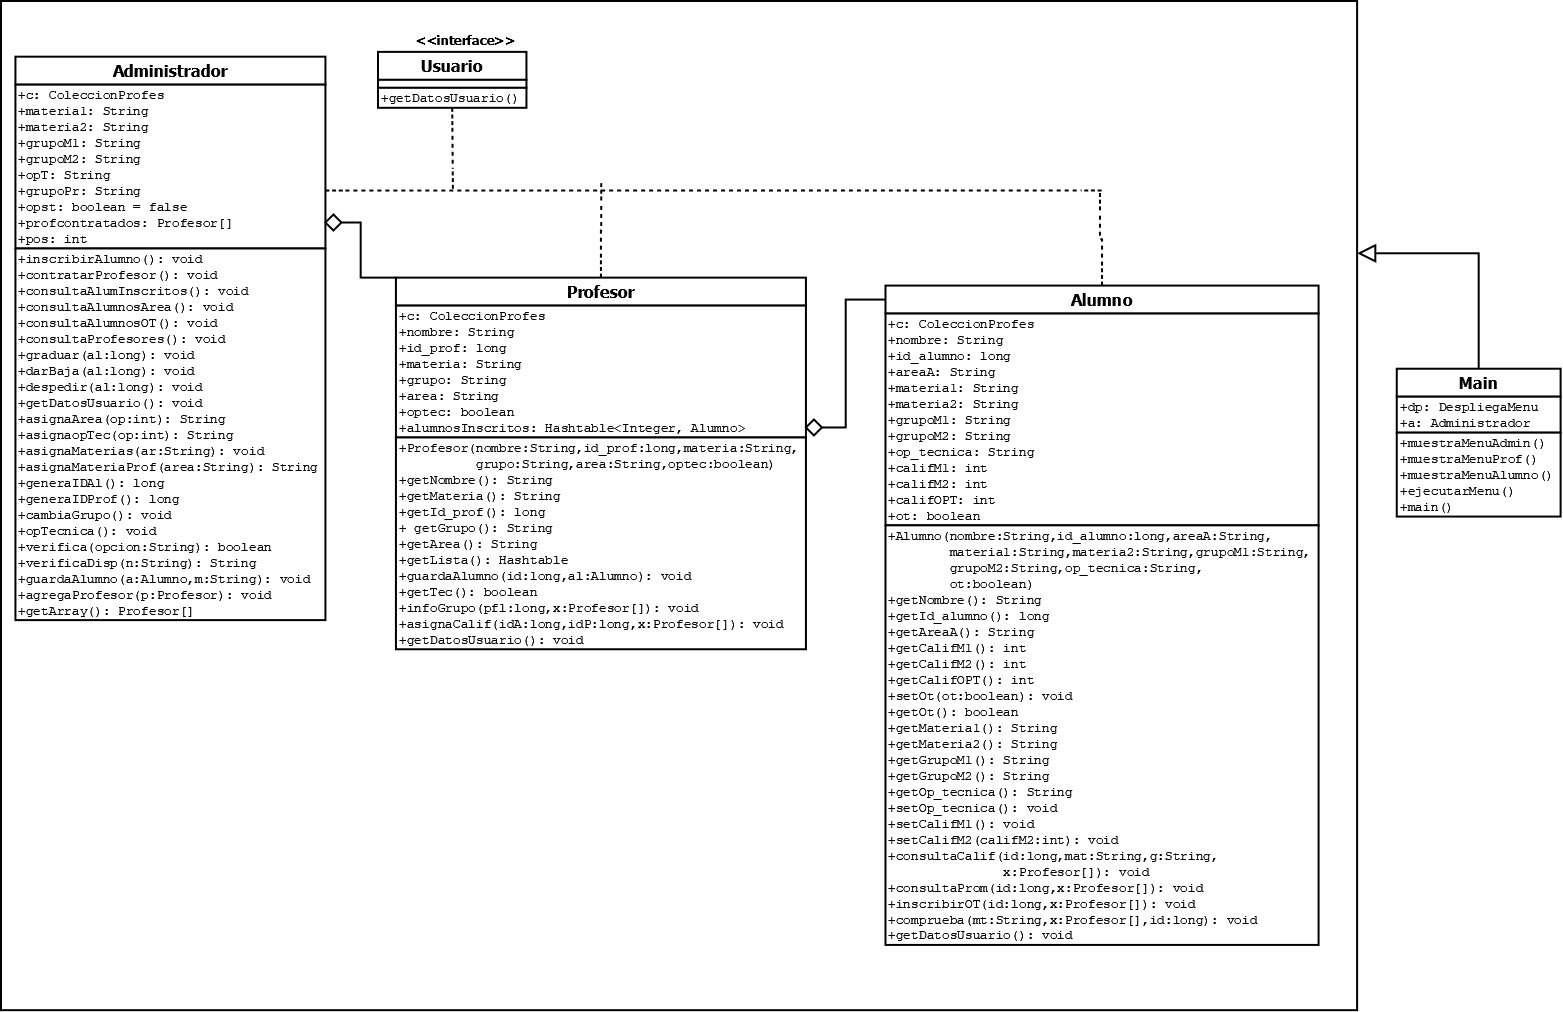 <<interface>>
Usuario
+getDatosUsuario()
Administrador
+c: ColeccionProfes
+material: String
+materia2: String
+grupoM1: String
+grupoM2: String
+opT: String
+grupoPr: String
+opst: boolean = false
+profcontratados: Profesor[]
+pos: int
+inscribirAlumno(): void
+contratarProfesor(): void
+consultaAlumInscritos(): void
+consultaAlumnosArea(): void
+consultaAlumnosOT(): void
+consultaProfesores(): void
+graduar(al:long): void
+darBaja(al:long): void
+despedir(al:long): void
+getDatosUsuario(): void
+asignaArea(op:int): String
+asignaopTec(op:int): String
+asignaMaterias(ar:String): void
+asignaMateriaProf(area:String): String
+generaIDAl(): long
+generaIDProf(): long
+cambiaGrupo(): void
+opTecnica(): void
+verifica(opcion:String): boolean
+verificaDisp(n:String): String
+guardaAlumno(a:Alumno,m:String): void
+agregaProfesor(p:Profesor): void
+getArray(): Profesor[]
Profesor
+c: ColeccionProfes
+nombre: String
+id_prof: long
+materia: String
+grupo: String
+area: String
+optec: boolean
+alumnosInscritos: Hashtable<Integer, Alumno>
+Profesor(nombre:String,id_prof:long,materia:String,
grupo:String,area:String,optec:boolean)
+getNombre(): String
+getMateria(): String
+getId_prof(): long
+ getGrupo(): String
+getArea(): String
+getLista(): Hashtable
+guardaAlumno(id:long,al:Alumno): void
+getTec(): boolean
+infoGrupo(pfl:long,x:Profesor[]): void
+asignaCalif(idA:long,idP:long,x:Profesor[]): void
+getDatosUsuario(): void
Alumno
+c: ColeccionProfes
+nombre: String
+id_alumno: long
+areaA: String
+material: String
+materia2: String
+grupoM1: String
+grupoM2: String
+op_tecnica: String
+califM1: int
+califM2: int
+califOPT: int
+ot: boolean
+Alumno(nombre:String,id_alumno:long,areaA:String,
material:String,materia2:String,grupoM1:String,
grupoM2:String,op_tecnica:String,
ot:boolean)
+getNombre(): String
+getId_alumno(): long
+getAreaA(): String
+getCalifM1(): int
+getCalifM2(): int
+getCalifOPT(): int
+setOt(ot:boolean): void
+getOt(): boolean
+getMaterial(): String
+getMateria2(): String
+getGrupoM1(): String
+getGrupoM2(): String
+getOp_tecnica(): String
+setOp_tecnica(): void
+setCalifM1(): void
+setCalifM2(califM2:int): void
+consultaCalif(id:long,mat:String,g:String,
x:Profesor[]): void
+consultaProm(id:long,x:Profesor[]): void
+inscribirOT(id:long,x:Profesor[]): void
+comprueba(mt:String,x:Profesor[],id:long): void
+getDatosUsuario(): void
Main
+dp: DespliegaMenu
+a: Administrador
+muestraMenuAdmin()
+muestraMenuProf()
+muestraMenuAlumno()
+ejecutarMenu()
+main()